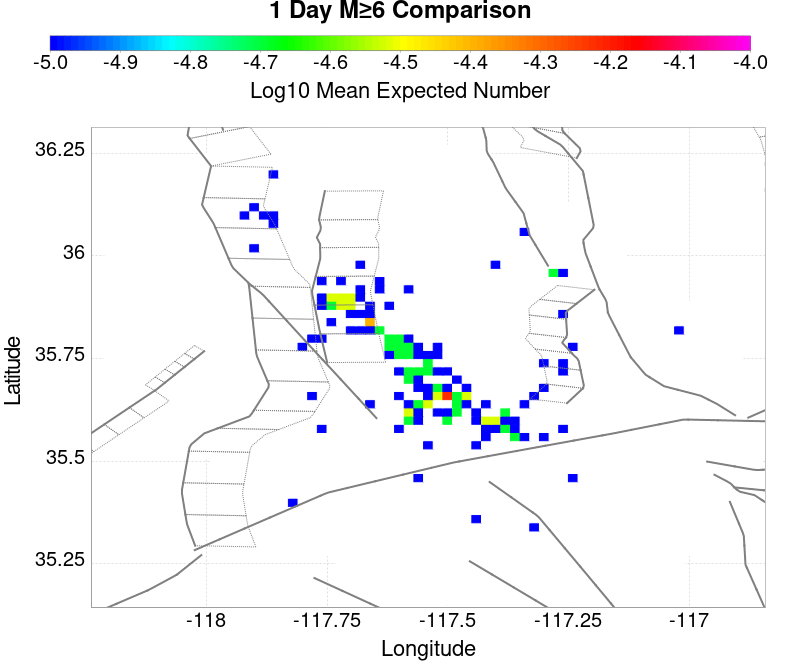 1 Day M≥6 Comparison
-5.0 -4.9 -4.8 -4.7 -4.6 -4.5 -4.4 -4.3 -4.2 -4.1 -4.0
Log10 Mean Expected Number
36.25
36
35.75
35.5
35.25
Latitude
-118 -117.75 -117.5 -117.25 -117
Longitude